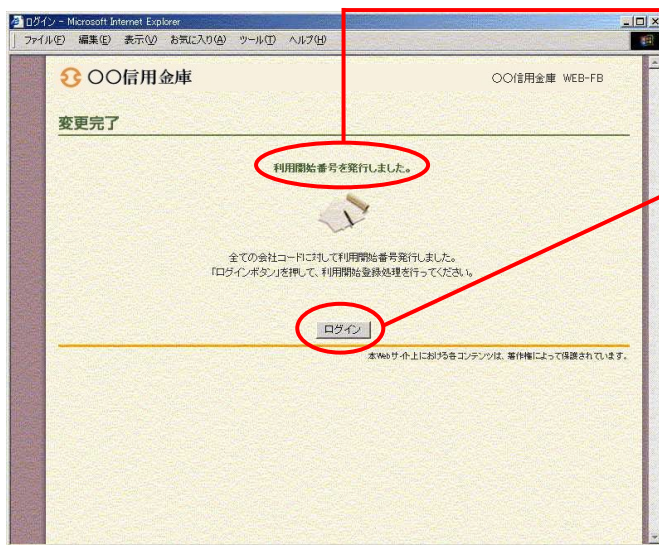 ログイン - Microsoft Internet Explorer
ファイル(F) 編集(E) 表示(V) お気に入り(A) ツール(T) ヘルプ(H)
〇〇信用金庫
〇〇信用金庫 WEB-FB
変更完了
利用開始番号を発行しました。
全ての会社コードに対して利用開始番号発行しました。
「ログインボタン」を押して、利用開始登録処理を行ってください。
ログイン
本Webサイト上における各コンテンツは、著作権によって保護されています。